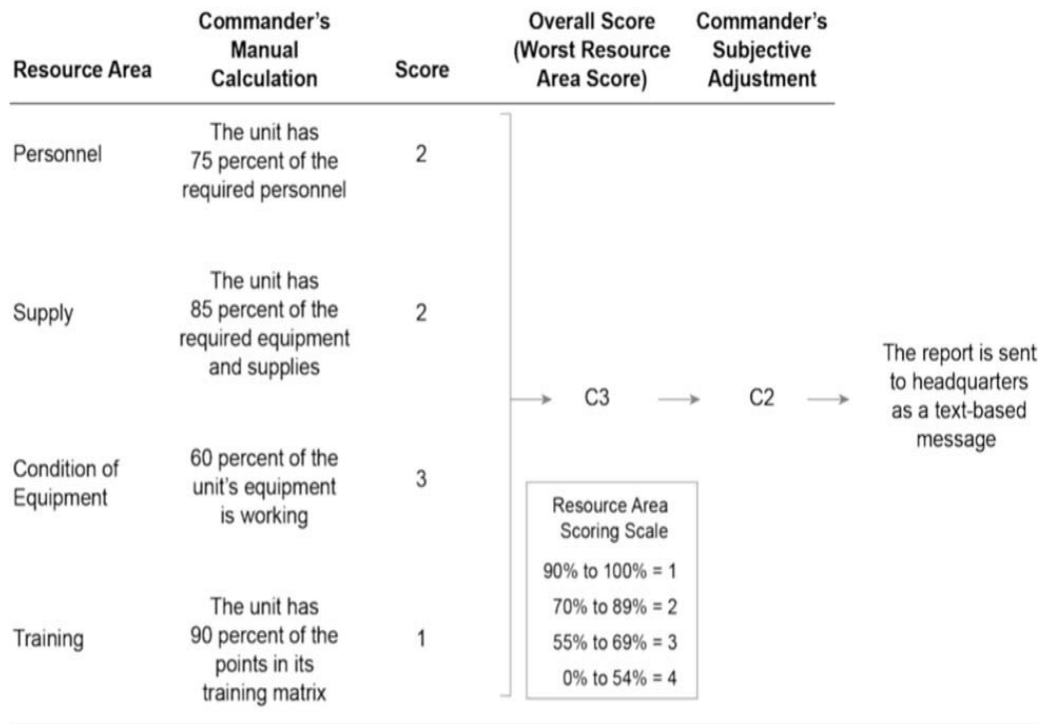 Resource Area
Commander's
Manual
Calculation
Score
Overall Score
(Worst Resource
Area Score)
Commander's
Subjective
Adjustment
Personnel
The unit has
75 percent of the
required personnel
2
Supply
The unit has
85 percent of the
required equipment
and supplies
2
Condition of
Equipment
60 percent of the
unit's equipment
is working
3
Training
The unit has
90 percent of the
points in its
training matrix
1
C3
C2
The report is sent
to headquarters
as a text-based
message
Resource Area
Scoring Scale
90% to 100% = 1
70% to 89% = 2
55% to 69% = 3
0% to 54% = 4